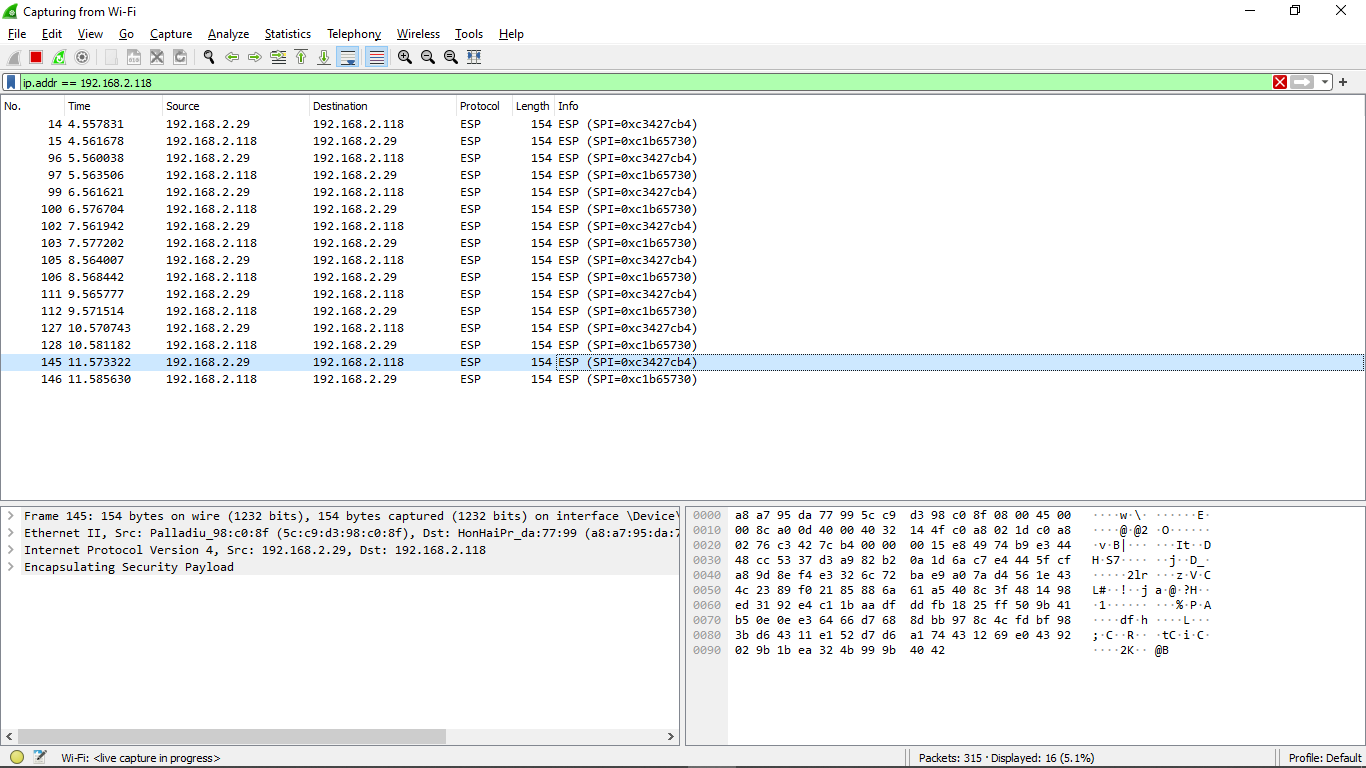 Capturing from Wi-Fi
File Edit View Go Capture Analyze Statistics Telephony Wireless Tools Help
ip.addr == 192.168.2.118
No. Time Source Destination Protocol Length Info
14 4.557831 192.168.2.29 192.168.2.118 ESP 154 ESP (SPI=0xc3427cb4)
15 4.561678 192.168.2.118 192.168.2.29 ESP 154 ESP (SPI=0xc1b65730)
96 5.560038 192.168.2.29 192.168.2.118 ESP 154 ESP (SPI=0xc3427cb4)
97 5.563506 192.168.2.118 192.168.2.29 ESP 154 ESP (SPI=0xc1b65730)
99 6.561621 192.168.2.29 192.168.2.118 ESP 154 ESP (SPI=0xc3427cb4)
100 6.576704 192.168.2.118 192.168.2.29 ESP 154 ESP (SPI=0xc1b65730)
102 7.561942 192.168.2.29 192.168.2.118 ESP 154 ESP (SPI=0xc3427cb4)
103 7.577202 192.168.2.118 192.168.2.29 ESP 154 ESP (SPI=0xc1b65730)
105 8.564007 192.168.2.29 192.168.2.118 ESP 154 ESP (SPI=0xc3427cb4)
106 8.568442 192.168.2.118 192.168.2.29 ESP 154 ESP (SPI=0xc1b65730)
111 9.565777 192.168.2.29 192.168.2.118 ESP 154 ESP (SPI=0xc3427cb4)
112 9.571514 192.168.2.118 192.168.2.29 ESP 154 ESP (SPI=0xc1b65730)
127 10.570743 192.168.2.29 192.168.2.118 ESP 154 ESP (SPI=0xc3427cb4)
128 10.581182 192.168.2.118 192.168.2.29 ESP 154 ESP (SPI=0xc1b65730)
145 11.573322 192.168.2.29 192.168.2.118 ESP 154 ESP (SPI=0xc3427cb4)
146 11.585630 192.168.2.118 192.168.2.29 ESP 154 ESP (SPI=0xc1b65730)
Frame 145: 154 bytes on wire (1232 bits), 154 bytes captured (1232 bits) on interface \Device\
Ethernet II, Src: Palladiu_98:c0:8f (5c:c9:d3:98:c0:8f), Dst: HonHaiPr_da:77:99 (a8:a7:95:da:7
Internet Protocol Version 4, Src: 192.168.2.29, Dst: 192.168.2.118
Encapsulating Security Payload
0000 a8 a7 95 da 77 99 5c c9 d3 98 c0 8f 08 00 45 00 ····w·\· ······E·
0010 00 8c a0 0d 40 00 40 32 14 4f c0 a8 02 1d c0 a8 ····@·@2 ·O······
0020 02 76 c3 42 7c b4 00 00 00 15 e8 49 74 b9 e3 44 ·v·B|··· ···It··D
0030 48 cc 53 37 d3 a9 82 b2 0a 1d 6a c7 e4 44 5f cf H·S7···· ··j··D_·
0040 a8 9d 8e f4 e3 32 6c 72 ba e9 a0 7a d4 56 1e 43 ·····2lr ···z·V·C
0050 4c 23 89 f0 21 85 88 6a 61 a5 40 8c 3f 48 14 98 L#··!··j a·@·?H··
0060 ed 31 92 e4 c1 1b aa df dd fb 18 25 ff 50 9b 41 ·1······ ···%·P·A
0070 b5 0e 0e e3 64 66 d7 68 8d bb 97 8c 4c fd bf 98 ····df·h ····L···
0080 3b d6 43 11 e1 52 d7 d6 a1 74 43 12 69 e0 43 92 ;·C··R·· ·tC·i·C·
0090 02 9b 1b ea 32 4b 99 9b 40 42 ····2K·· @B
Wi-Fi: <live capture in progress> Packets: 315 · Displayed: 16 (5.1%) Profile: Default